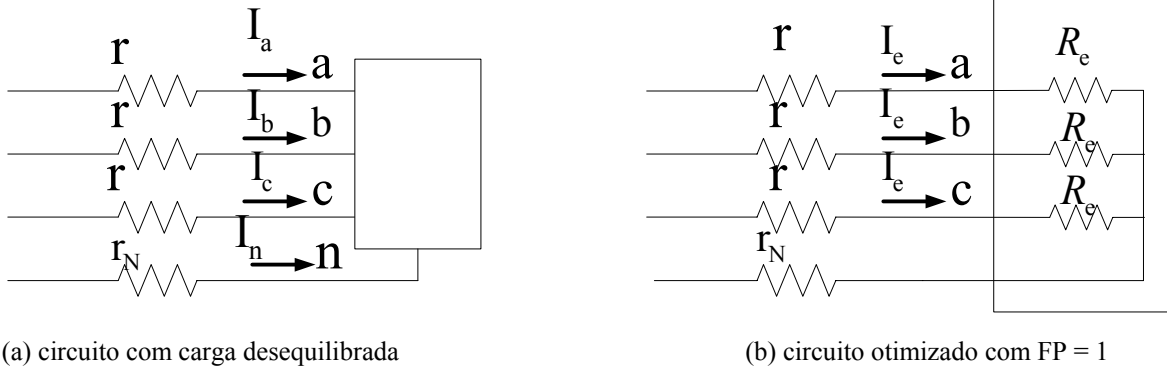 I_a
r a
I_b
r b
I_c
r c
I_n
r_N n
(a) circuito com carga desequilibrada
r I_e a R_e
I_e
r b R_e
I_e
r c R_e
r_N
(b) circuito otimizado com FP = 1